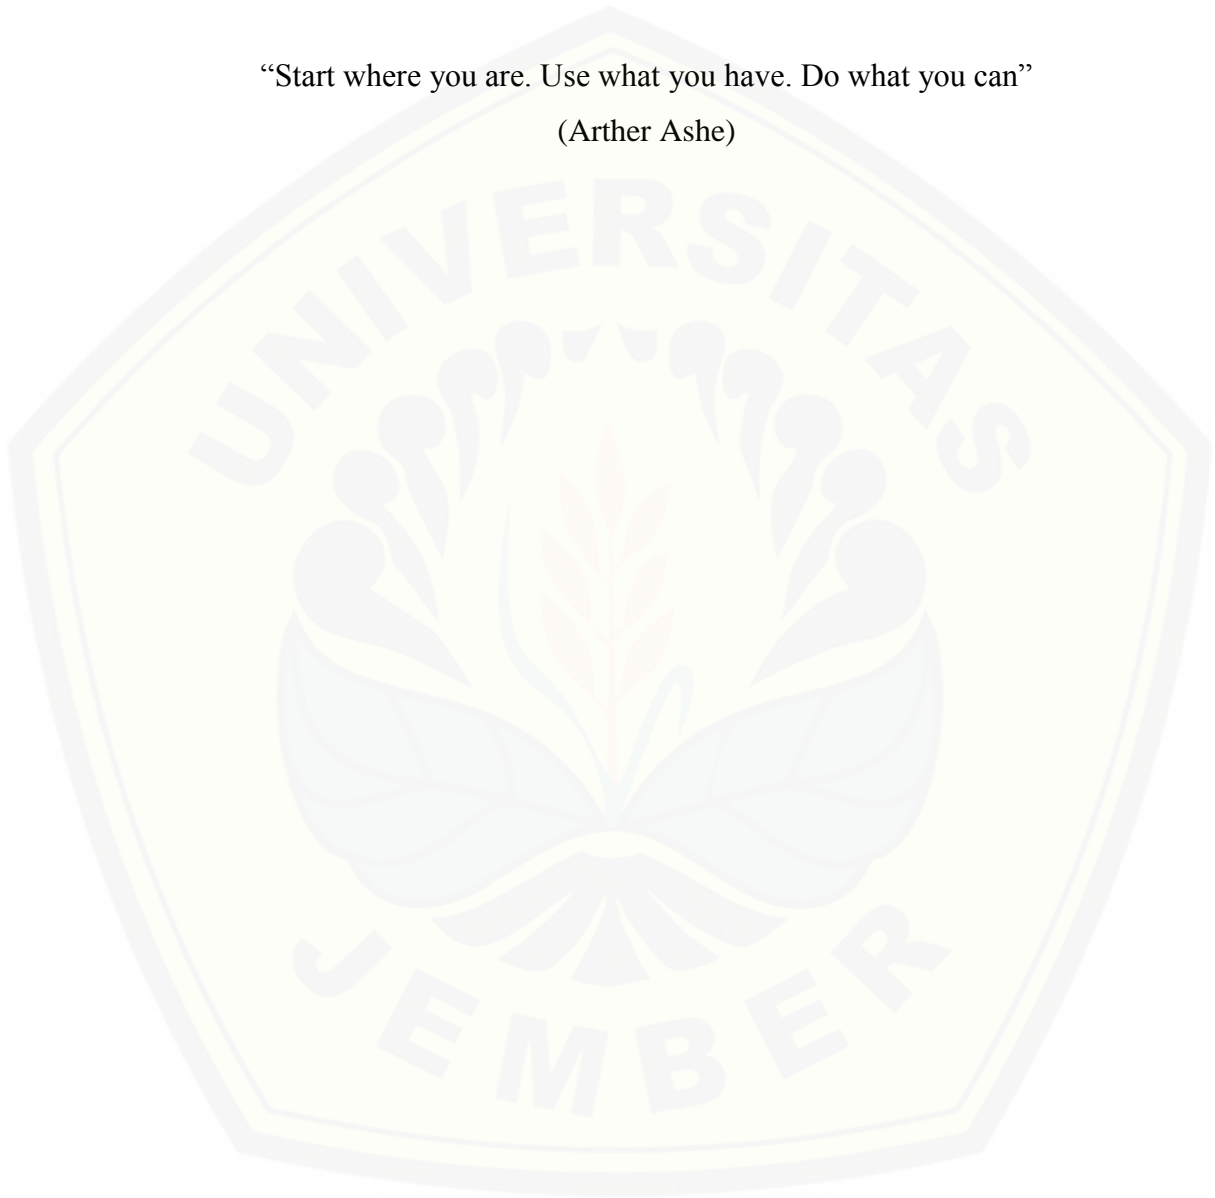 “Start where you are. Use what you have. Do what you can”
(Arther Ashe)
UNIVERSITAS
JEMBER